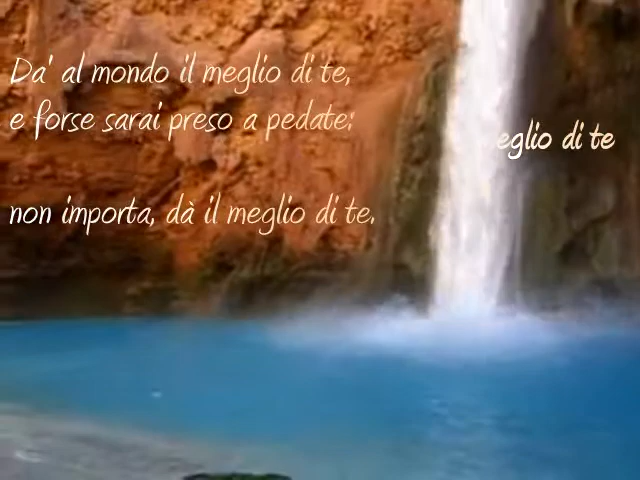 Da' al mondo il meglio di te,
e forse sarai preso a pedate:
eglio di te
non importa, dà il meglio di te.